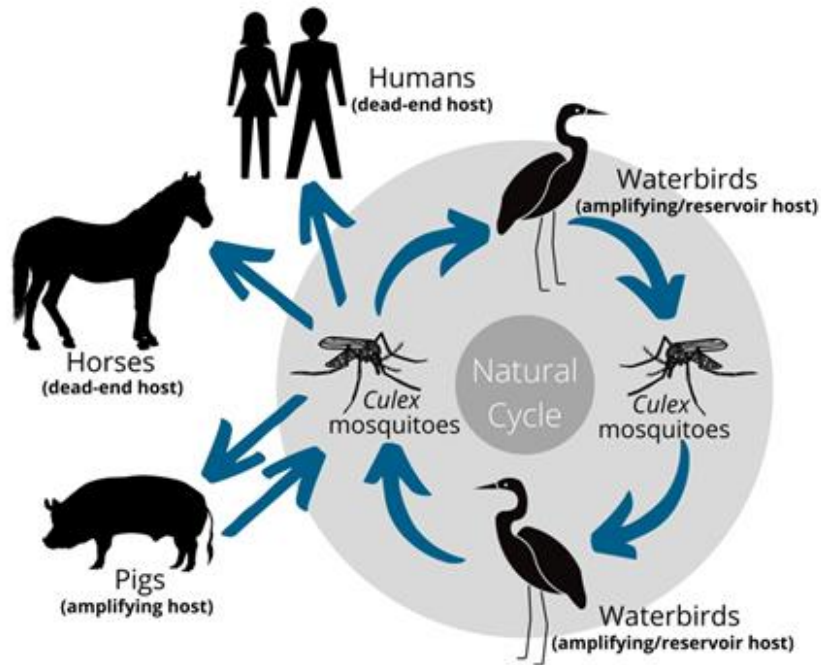 Humans
(dead-end host)
Waterbirds
(amplifying/reservoir host)
Horses
(dead-end host)
Culex
mosquitoes
Natural
Cycle
Culex
mosquitoes
Pigs
(amplifying host)
Waterbirds
(amplifying/reservoir host)